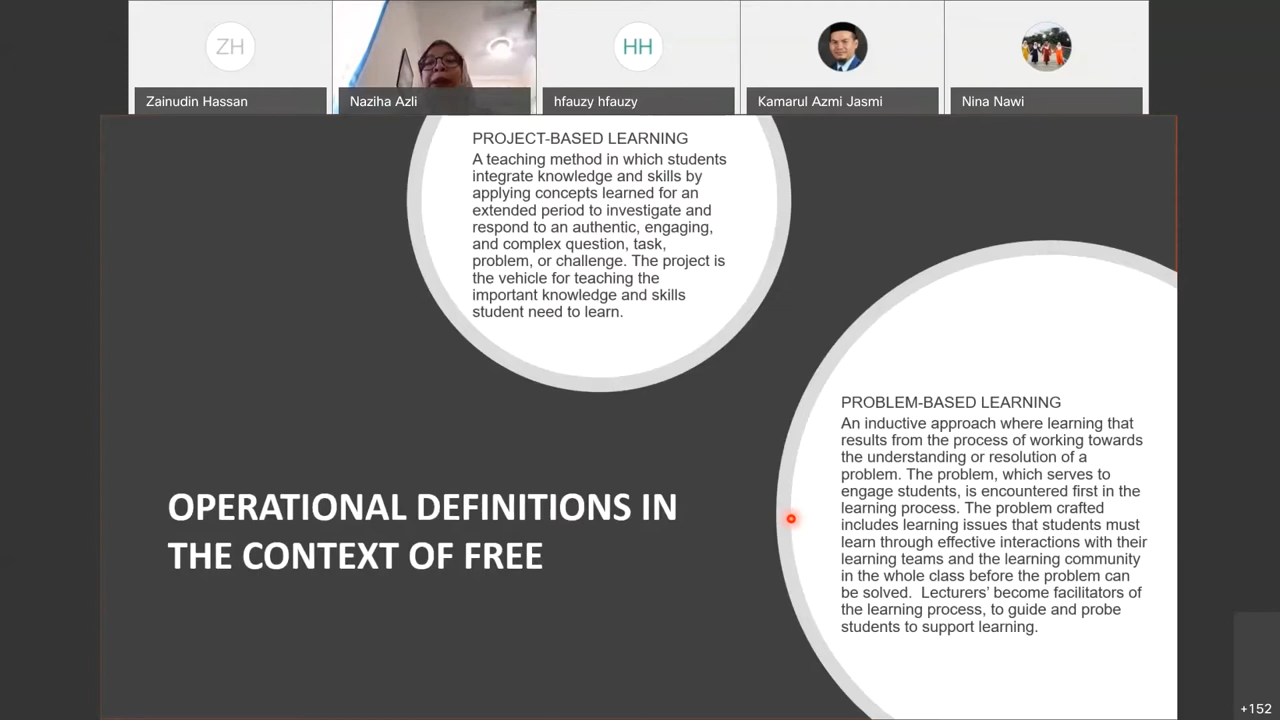 ZH
HH
Zainudin Hassan
Naziha Azli
hfauzy hfauzy
Kamarul Azmi Jasmi
Nina Nawi
PROJECT-BASED LEARNING
A teaching method in which students
integrate knowledge and skills by
applying concepts learned for an
extended period to investigate and
respond to an authentic, engaging,
and complex question, task,
problem, or challenge. The project is
the vehicle for teaching the
important knowledge and skills
student need to learn.
OPERATIONAL DEFINITIONS IN
THE CONTEXT OF FREE
PROBLEM-BASED LEARNING
An inductive approach where learning that
results from the process of working towards
the understanding or resolution of a
problem. The problem, which serves to
engage students, is encountered first in the
learning process. The problem crafted
includes learning issues that students must
learn through effective interactions with their
learning teams and the learning community
in the whole class before the problem can
be solved.  Lecturers’ become facilitators of
the learning process, to guide and probe
students to support learning.
+152